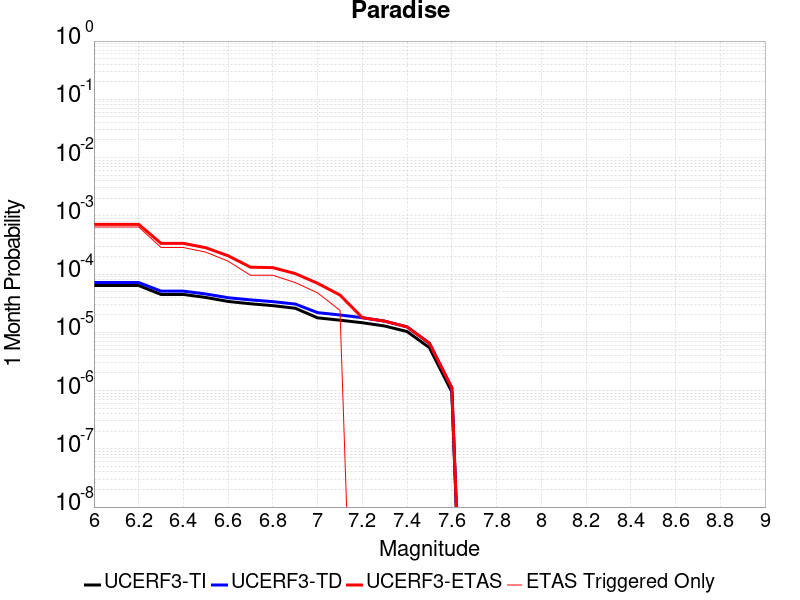 Paradise
1 Month Probability
10^0
10^-1
10^-2
10^-3
10^-4
10^-5
10^-6
10^-7
10^-8
6 6.2 6.4 6.6 6.8 7 7.2 7.4 7.6 7.8 8 8.2 8.4 8.6 8.8 9
Magnitude
UCERF3-TI UCERF3-TD UCERF3-ETAS ETAS Triggered Only